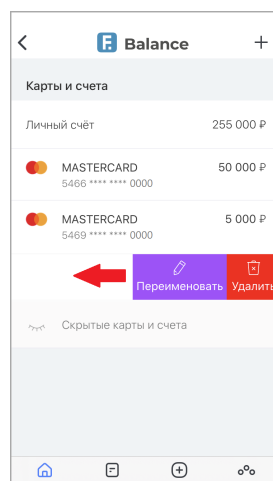 F. Balance
Карты и счета
Личный счёт 255 000 ₽
MASTERCARD 50 000 ₽
5466 **** **** 0000
MASTERCARD 5 000 ₽
5469 **** **** 0000
Переименовать Удалить
Скрытые карты и счета